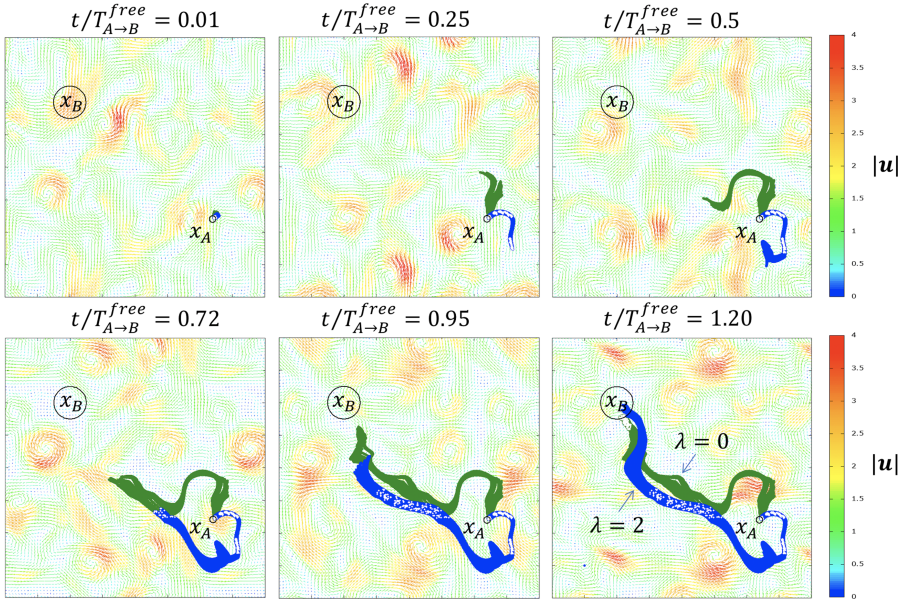 t/T^{free}_{A→B} = 0.01
t/T^{free}_{A→B} = 0.25
t/T^{free}_{A→B} = 0.5
x_B
x_A
x_B
x_A
x_B
x_A
4
3.5
3
2.5
2
1.5
1
0.5
0
|u|
t/T^{free}_{A→B} = 0.72
t/T^{free}_{A→B} = 0.95
t/T^{free}_{A→B} = 1.20
x_B
x_A
x_B
x_A
x_B
λ = 0
x_A
λ = 2
4
3.5
3
2.5
2
1.5
1
0.5
0
|u|